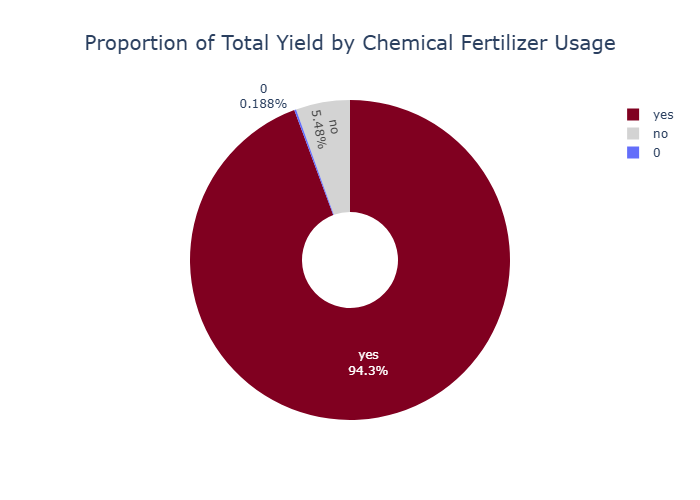 Proportion of Total Yield by Chemical Fertilizer Usage
0
0.188%
no
5.48%
yes
94.3%
yes
no
0